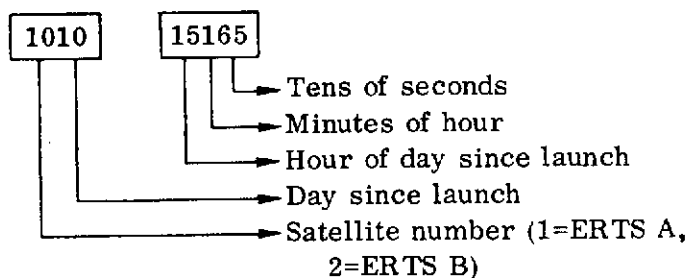 1010 15165
Tens of seconds
Minutes of hour
Hour of day since launch
Day since launch
Satellite number (1=ERTS A,
2=ERTS B)